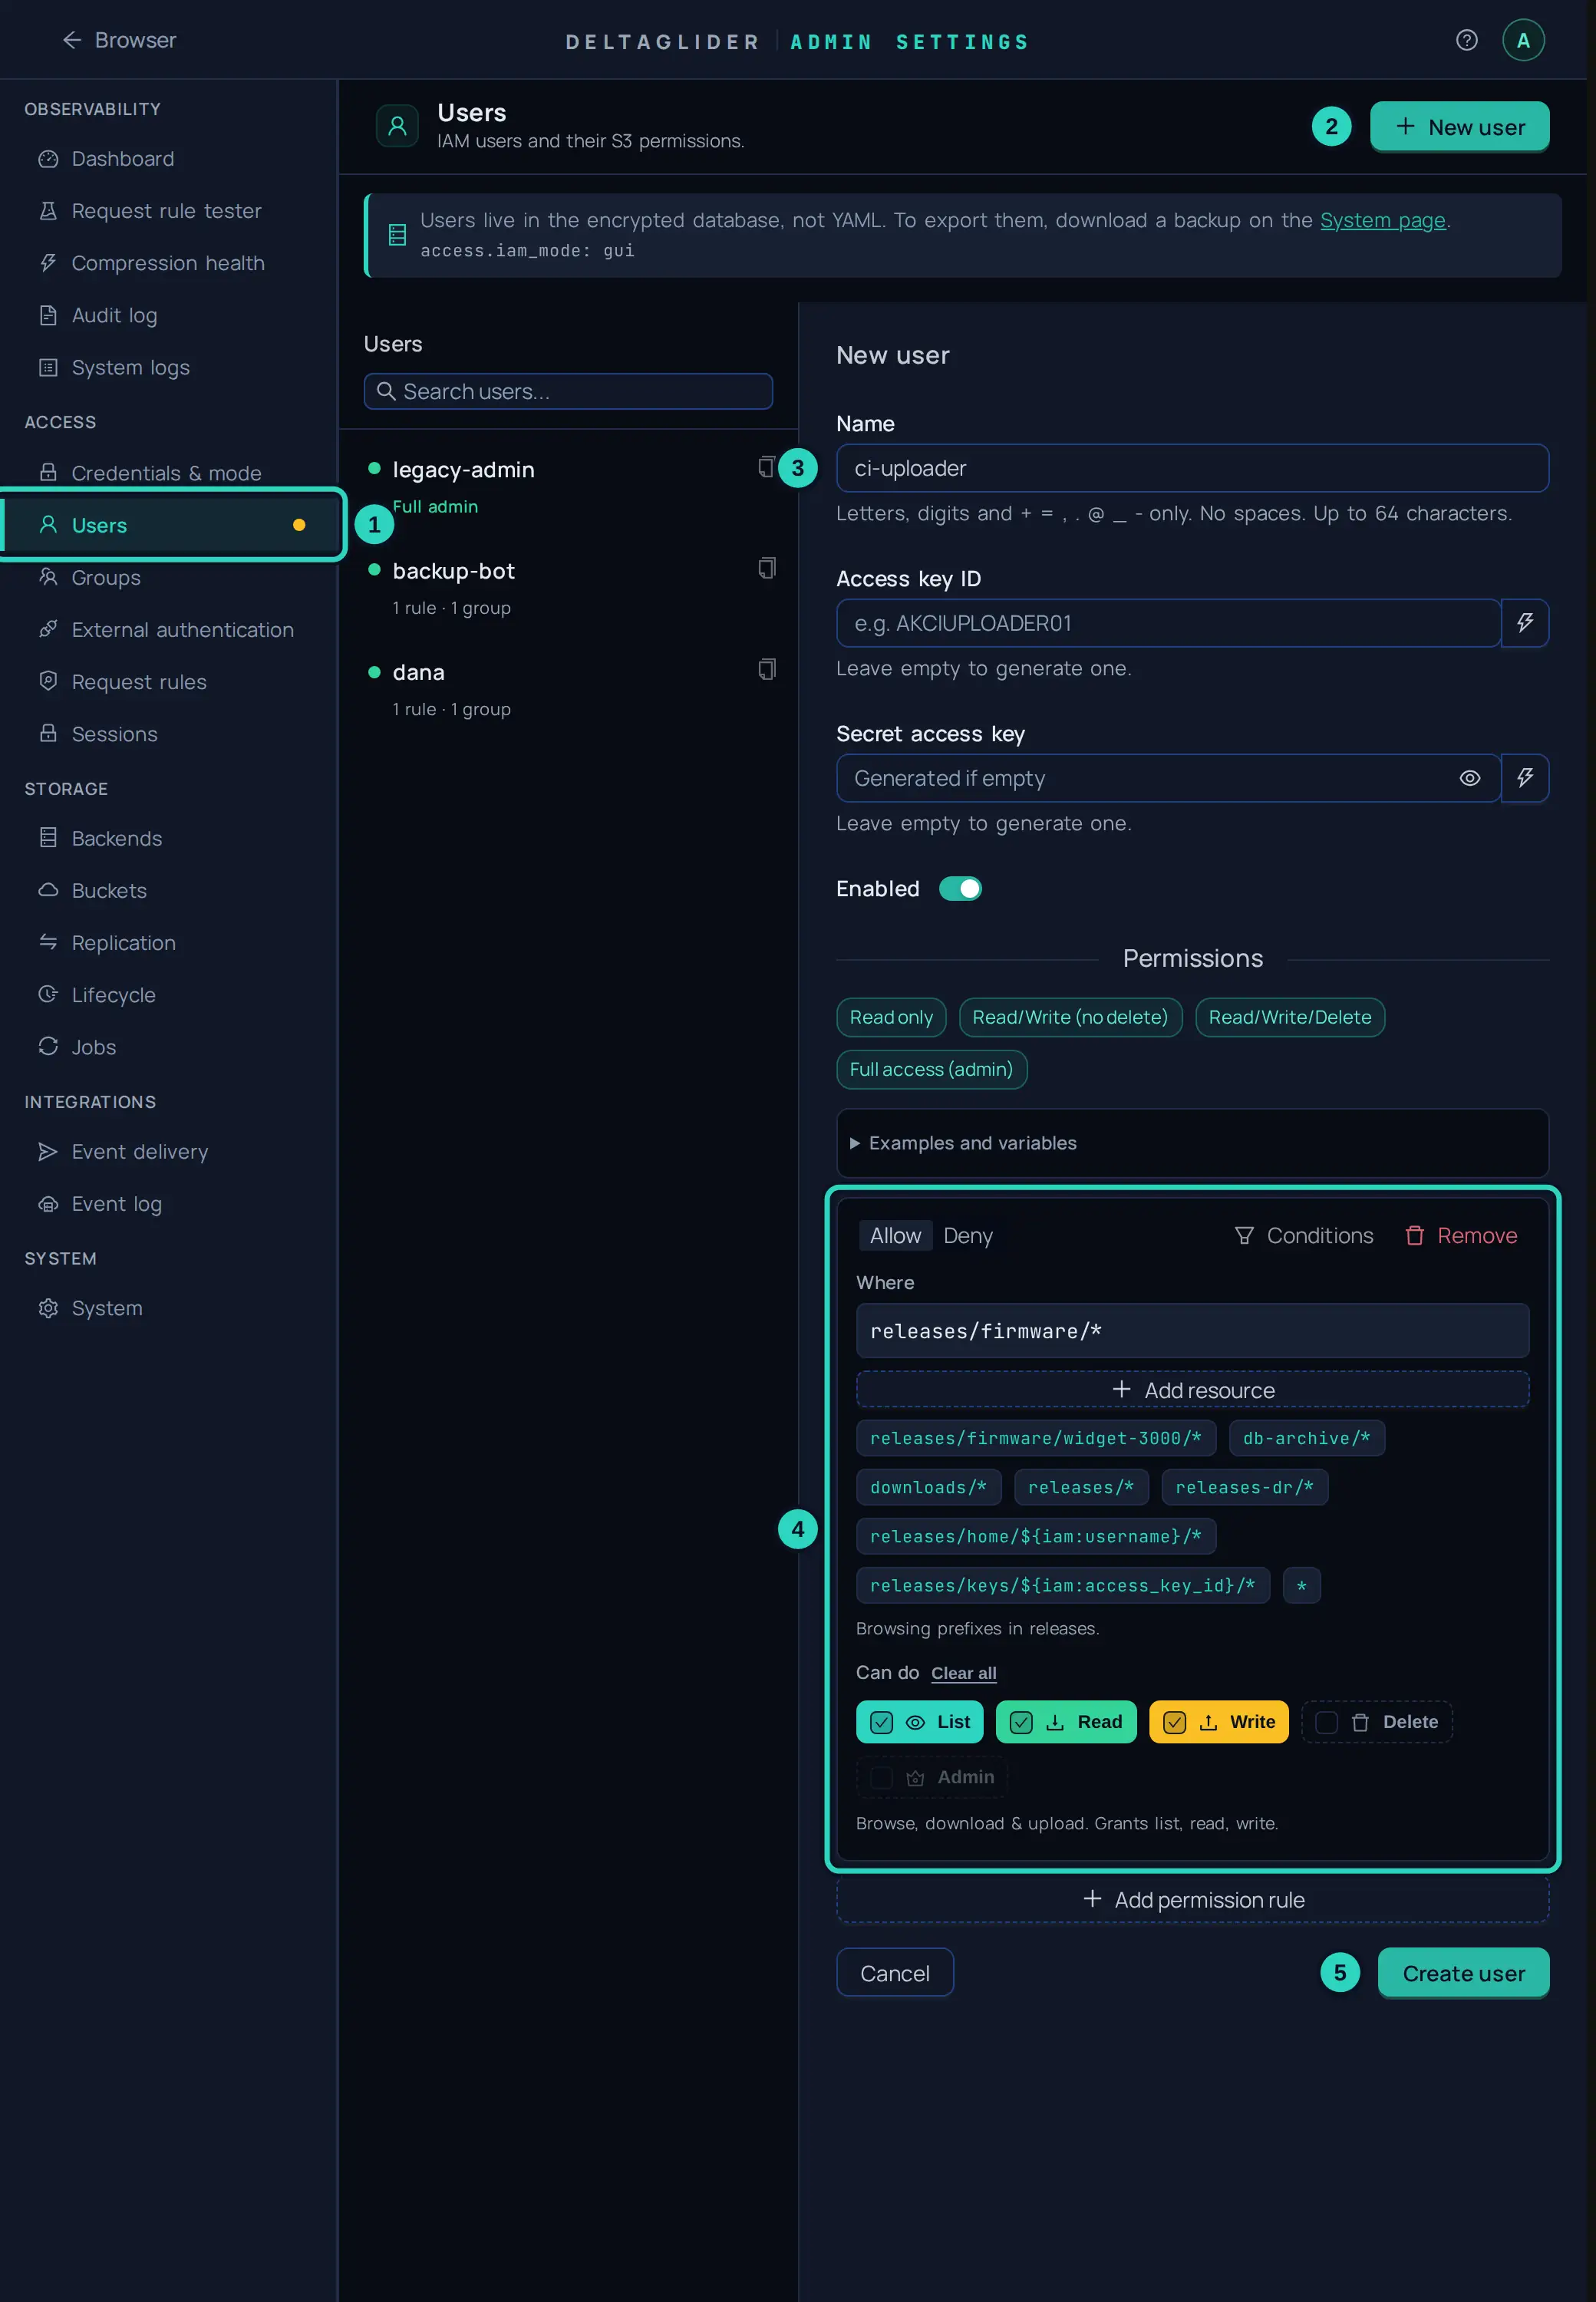 Browser
DELTAGLIDER ADMIN SETTINGS
A
OBSERVABILITY
Dashboard
Request rule tester
Compression health
Audit log
System logs
ACCESS
Credentials & mode
Users
1
Groups
External authentication
Request rules
Sessions
STORAGE
Backends
Buckets
Replication
Lifecycle
Jobs
INTEGRATIONS
Event delivery
Event log
SYSTEM
System
Users
IAM users and their S3 permissions.
2
New user
Users live in the encrypted database, not YAML. To export them, download a backup on the System page.
access.iam_mode: gui
Users
Search users...
legacy-admin
Full admin
backup-bot
1 rule · 1 group
dana
1 rule · 1 group
New user
Name
3
ci-uploader
Letters, digits and + = , . @ _ - only. No spaces. Up to 64 characters.
Access key ID
e.g. AKCIUPLOADER01
Leave empty to generate one.
Secret access key
Generated if empty
Leave empty to generate one.
Enabled
Permissions
Read only
Read/Write (no delete)
Read/Write/Delete
Full access (admin)
Examples and variables
4
Allow
Deny
Conditions
Remove
Where
releases/firmware/*
Add resource
releases/firmware/widget-3000/*
db-archive/*
downloads/*
releases/*
releases-dr/*
releases/home/${iam:username}/*
releases/keys/${iam:access_key_id}/*
*
Browsing prefixes in releases.
Can do Clear all
List
Read
Write
Delete
Admin
Browse, download & upload. Grants list, read, write.
Add permission rule
Cancel
5
Create user